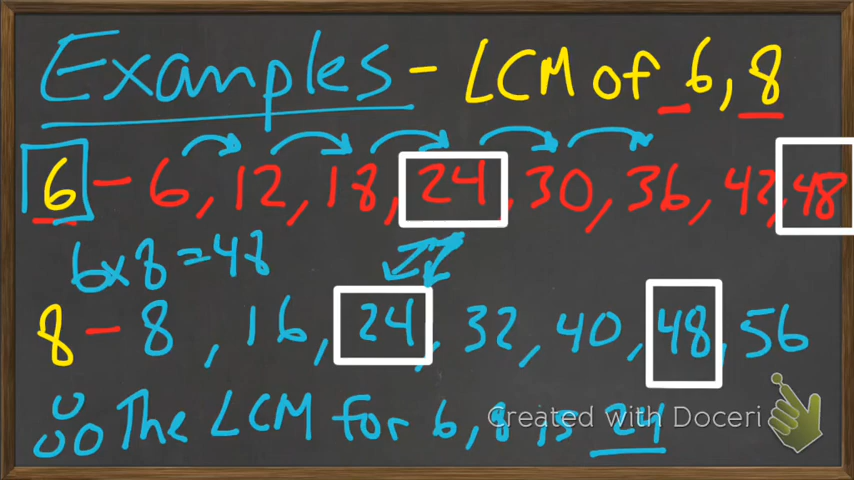 Examples - LCM of 6, 8
6 - 6, 12, 18, 24, 30, 36, 42, 48
6x8=48
8 - 8, 16, 24, 32, 40, 48, 56
The LCM for 6, 8 is 24
Created with Doceri